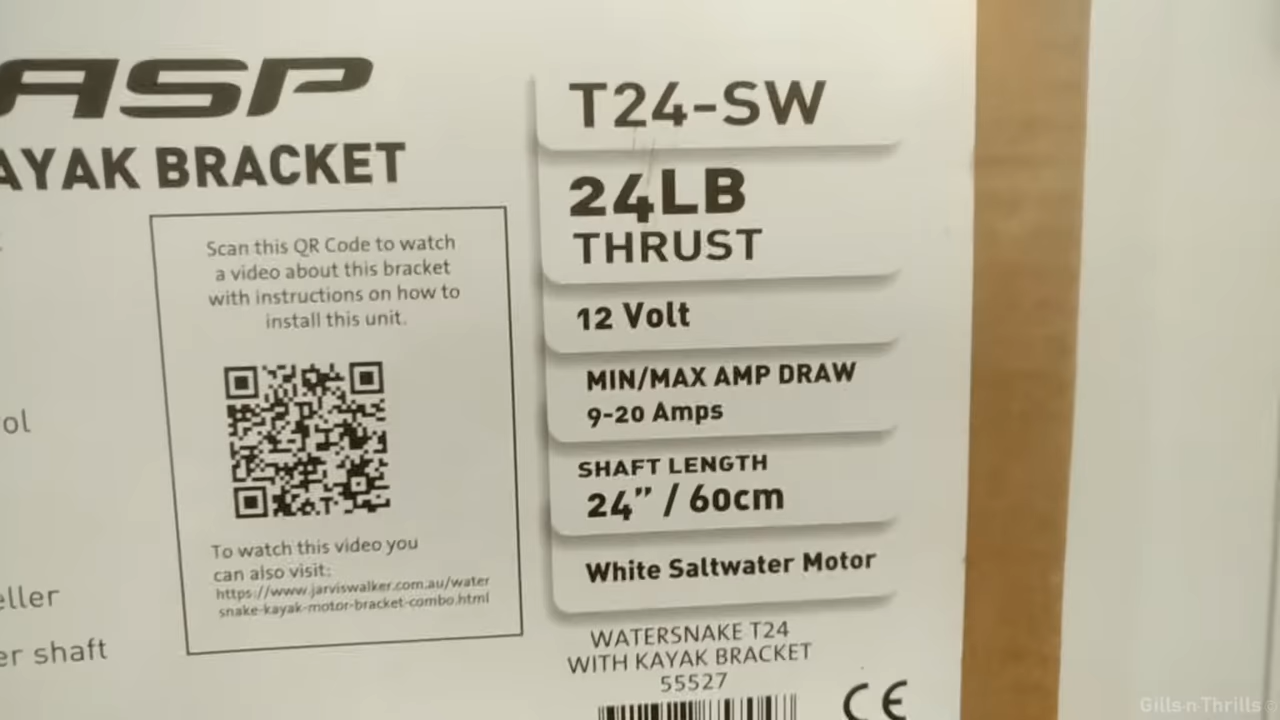 ASP
AYAK BRACKET
Scan this QR Code to watch
a video about this bracket
with instructions on how to
install this unit.
To watch this video you
can also visit:
https://www.jarviswalker.com.au/water
snake-kayak-motor-bracket-combo.html
ol
eller
er shaft
T24-SW
24LB
THRUST
12 Volt
MIN/MAX AMP DRAW
9-20 Amps
SHAFT LENGTH
24” / 60cm
White Saltwater Motor
WATERSNAKE T24
WITH KAYAK BRACKET
55527
CE
Gills-n-Thrills ©